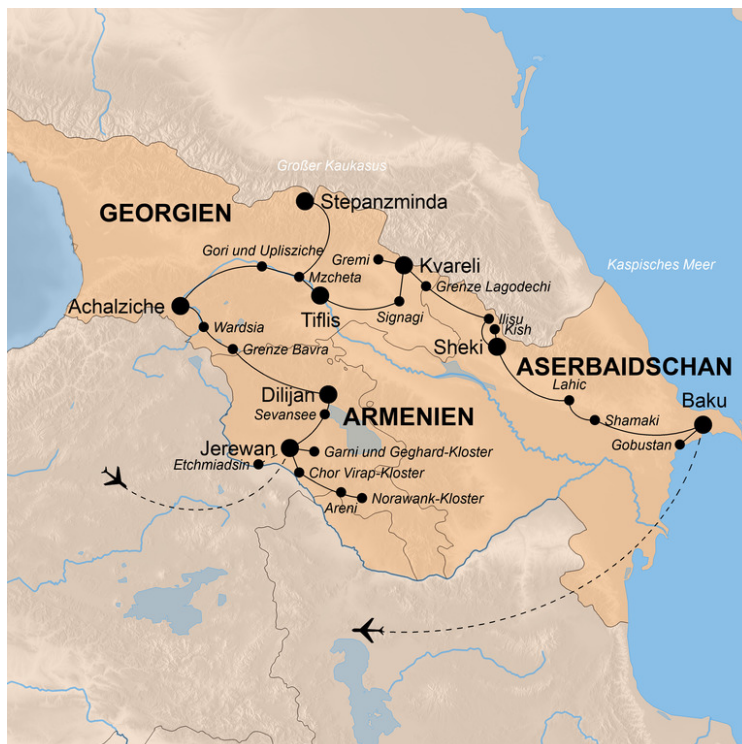 Großer Kaukasus
Stepanzminda
GEORGIEN
Gori und Uplisziche
Gremi
Kvareli
Kaspisches Meer
Mzcheta
Grenze Lagodechi
Achalziche
Tiflis
Signagi
Ilisu
Kish
Wardsia
Sheki
Grenze Bavra
ASERBAIDSCHAN
Lahic
Dilijan
Baku
Sevansee
ARMENIEN
Shamaki
Jerewan
Gobustan
Garni und Geghard-Kloster
Etchmiadsin
Chor Virap-Kloster
Norawank-Kloster
Areni